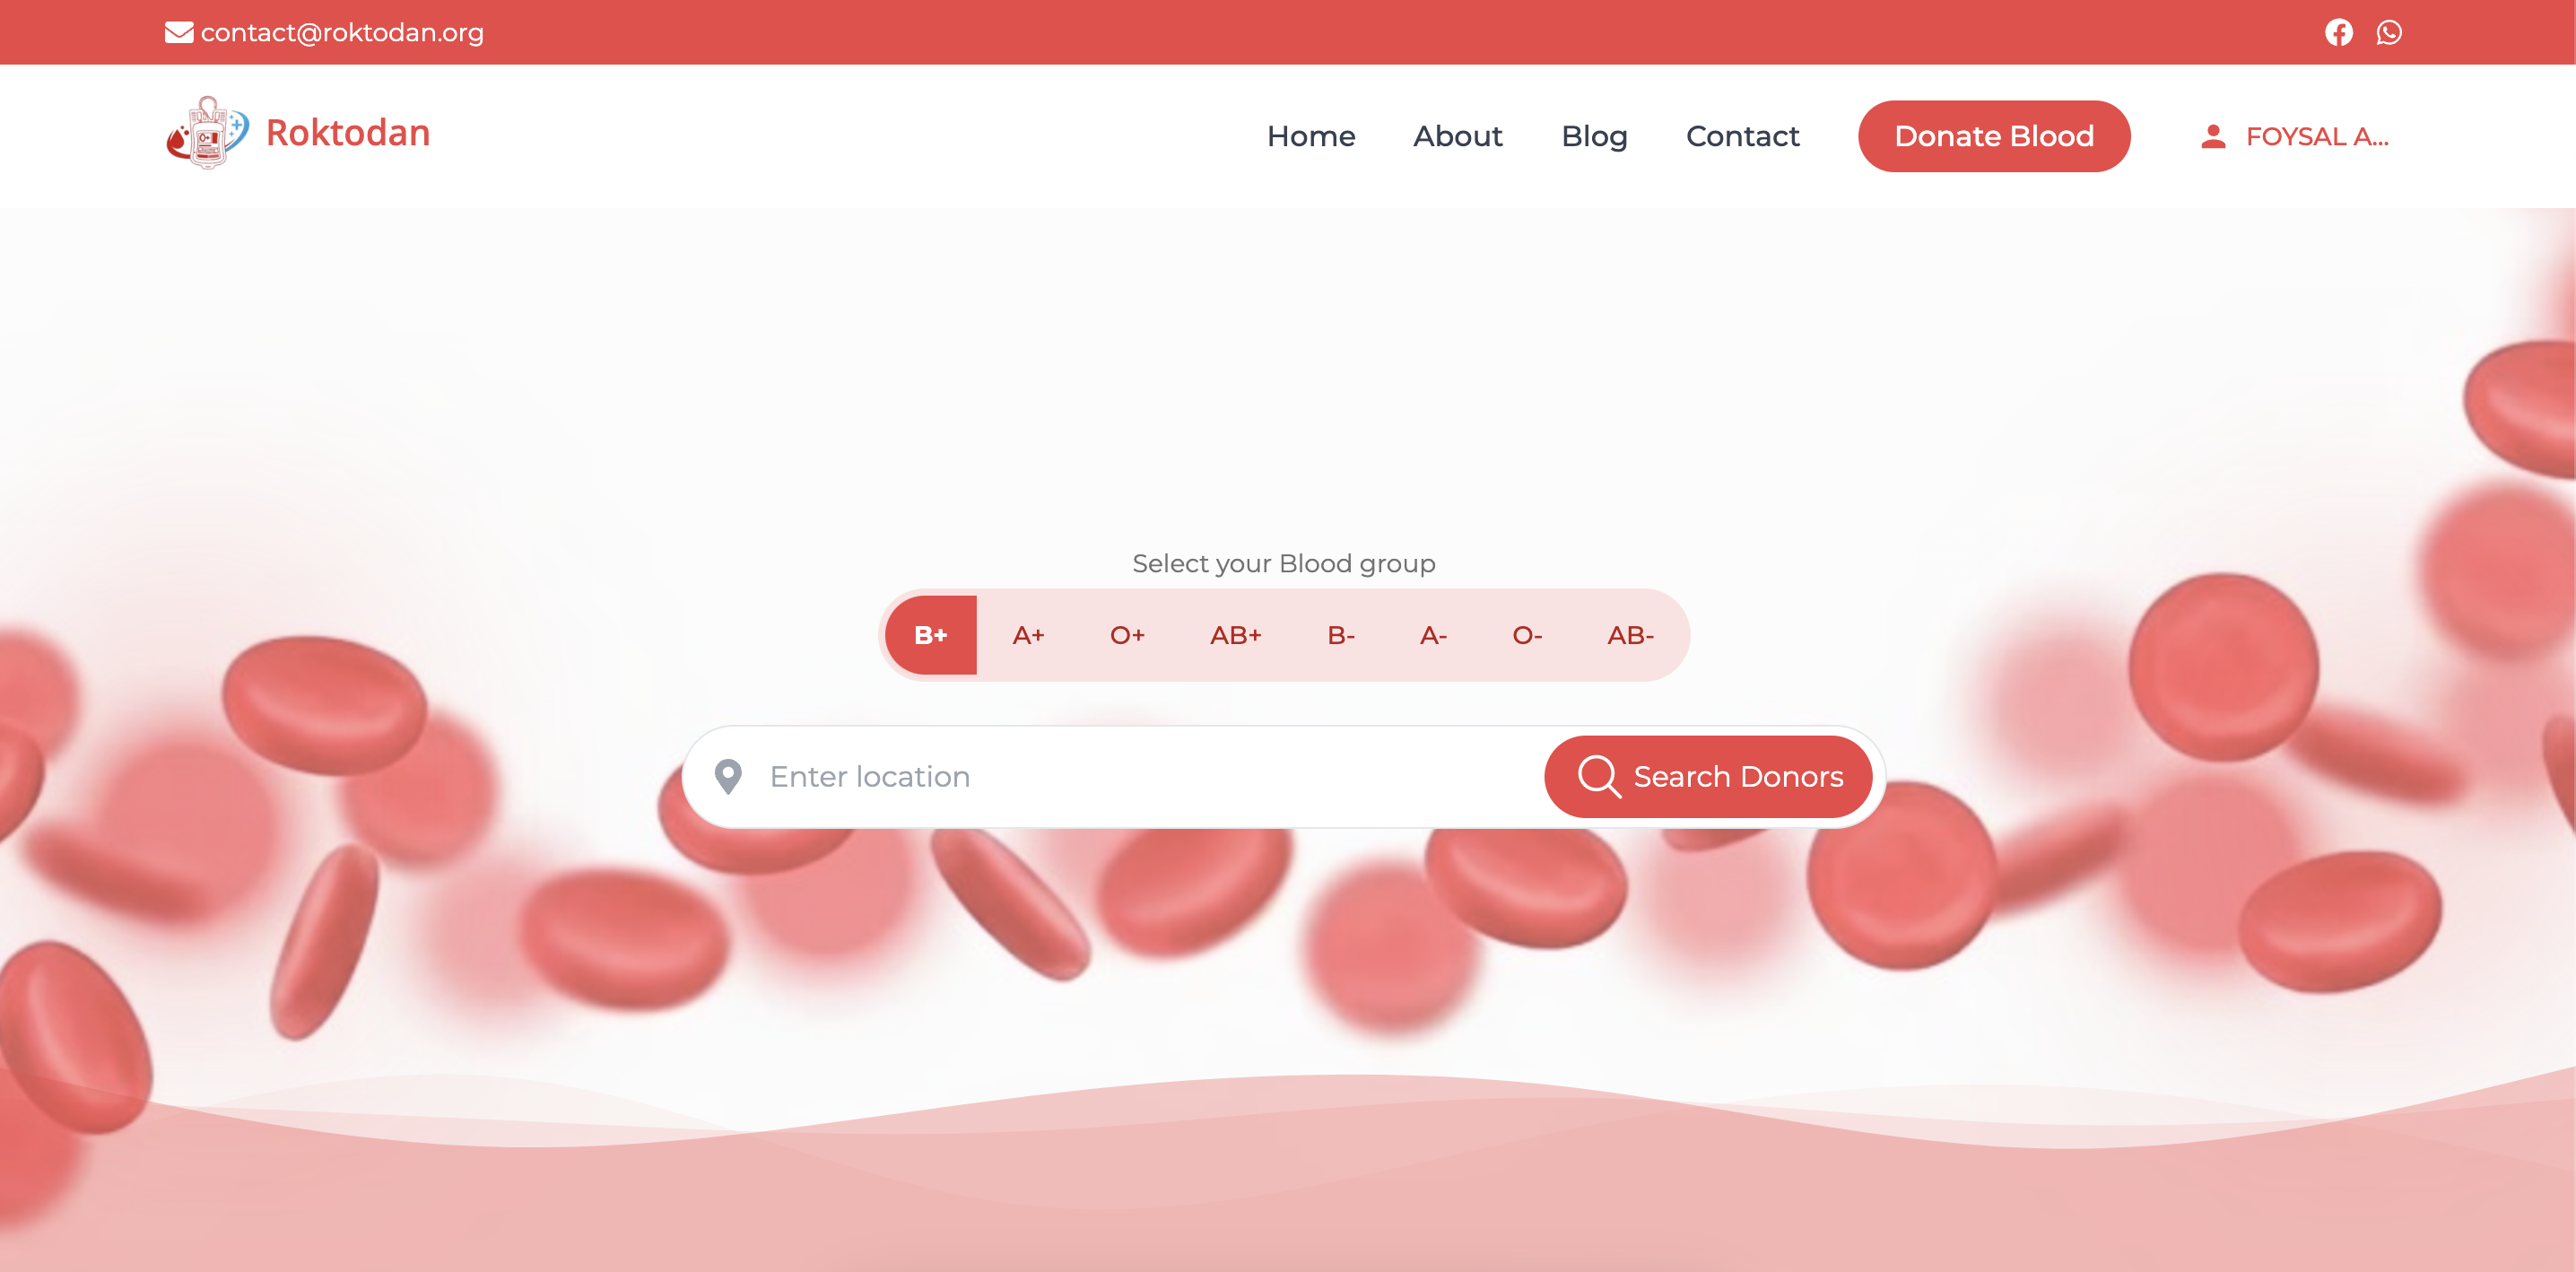 contact@roktodan.org
Roktodan
Home About Blog Contact Donate Blood FOYSAL A...
Select your Blood group
B+ A+ O+ AB+ B- A- O- AB-
Enter location Search Donors